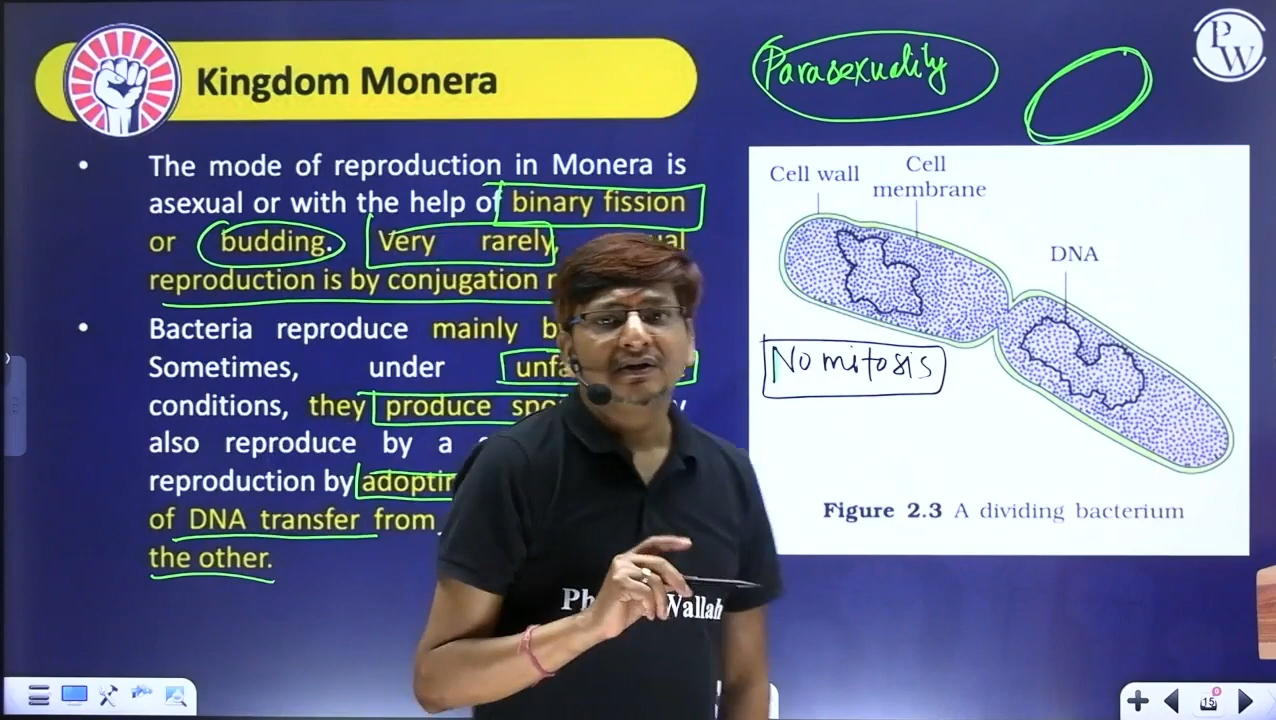 Kingdom Monera
Parasexuality
PW
The mode of reproduction in Monera is
asexual or with the help of binary fission
or budding. Very rarely,
reproduction is by conjugation
Bacteria reproduce mainly
Sometimes, under
conditions, they produce
also reproduce by a
reproduction by
of DNA transfer from
the other.
Cell wall
Cell
membrane
DNA
No mitosis
Figure 2.3 A dividing bacterium
Wallah
15